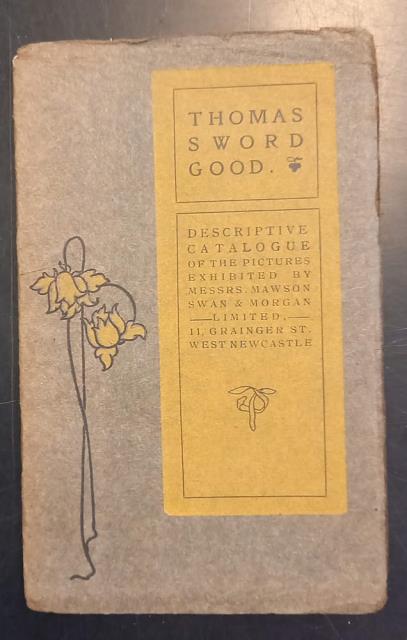 THOMAS
SWORD
GOOD.
DESCRIPTIVE
CATALOGUE
OF THE PICTURES
EXHIBITED BY
MESSRS. MAWSON
SWAN & MORGAN
—LIMITED,—
11, GRAINGER ST.
WEST NEWCASTLE